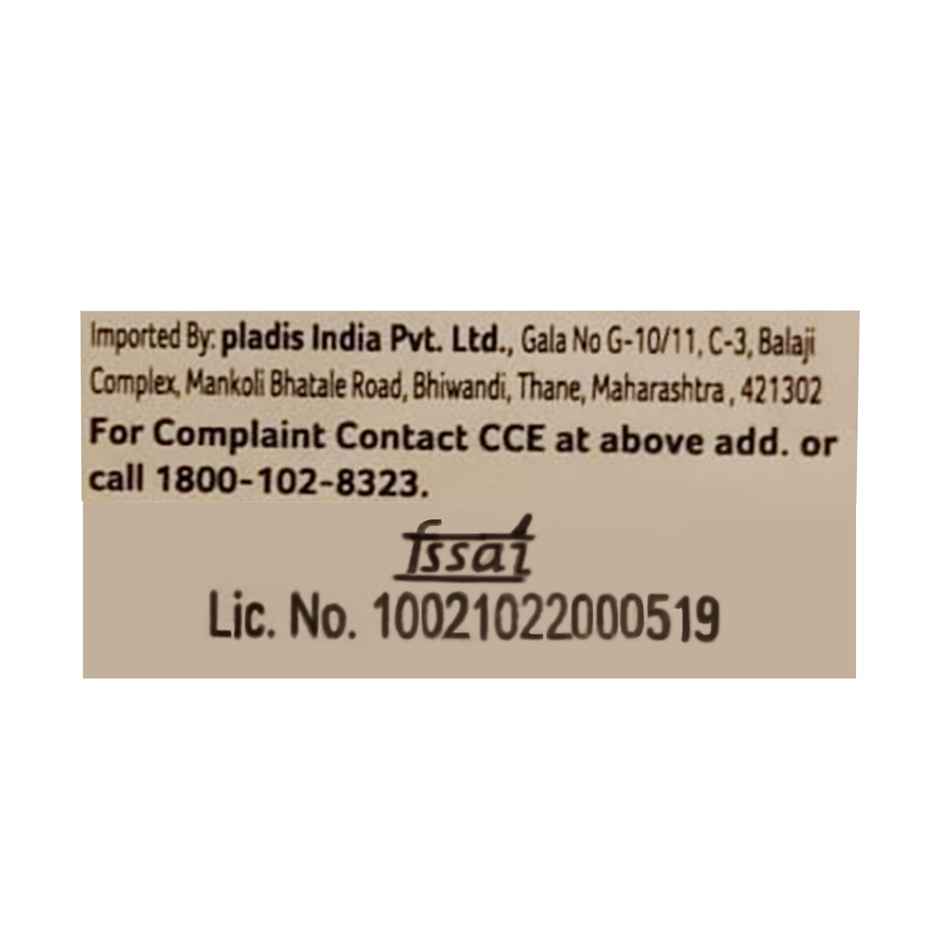 Imported By: pladis India Pvt. Ltd., Gala No G-10/11, C-3, Balaji
Complex, Mankoli Bhatale Road, Bhiwandi, Thane, Maharashtra, 421302
For Complaint Contact CCE at above add. or
call 1800-102-8323.
fssai
Lic. No. 10021022000519